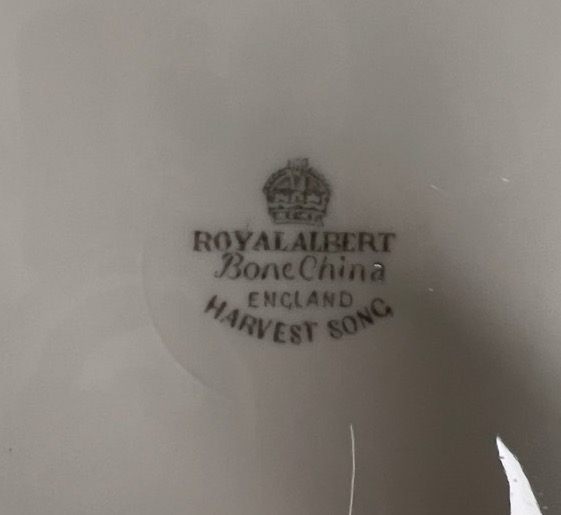 ROYAL ALBERT
Bone China
ENGLAND
HARVEST SONG